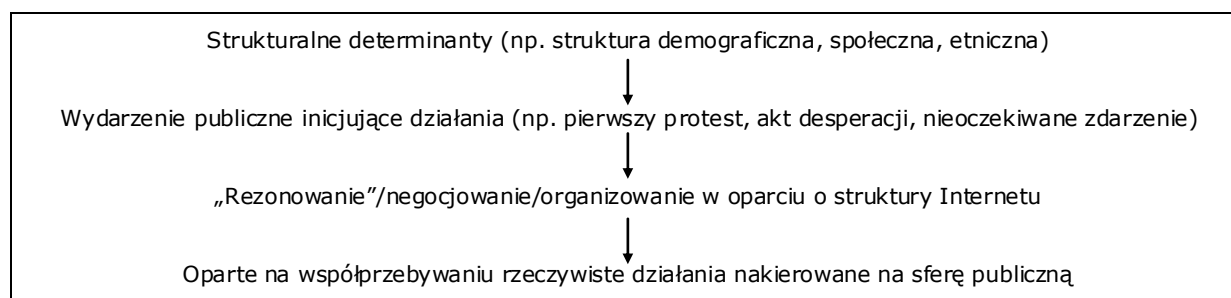 Strukturalne determinanty (np. struktura demograficzna, społeczna, etniczna)
Wydarzenie publiczne inicjujące działania (np. pierwszy protest, akt desperacji, nieoczekiwane zdarzenie)
„Rezonowanie”/negocjowanie/organizowanie w oparciu o struktury Internetu
Oparte na współprzebywaniu rzeczywiste działania nakierowane na sferę publiczną